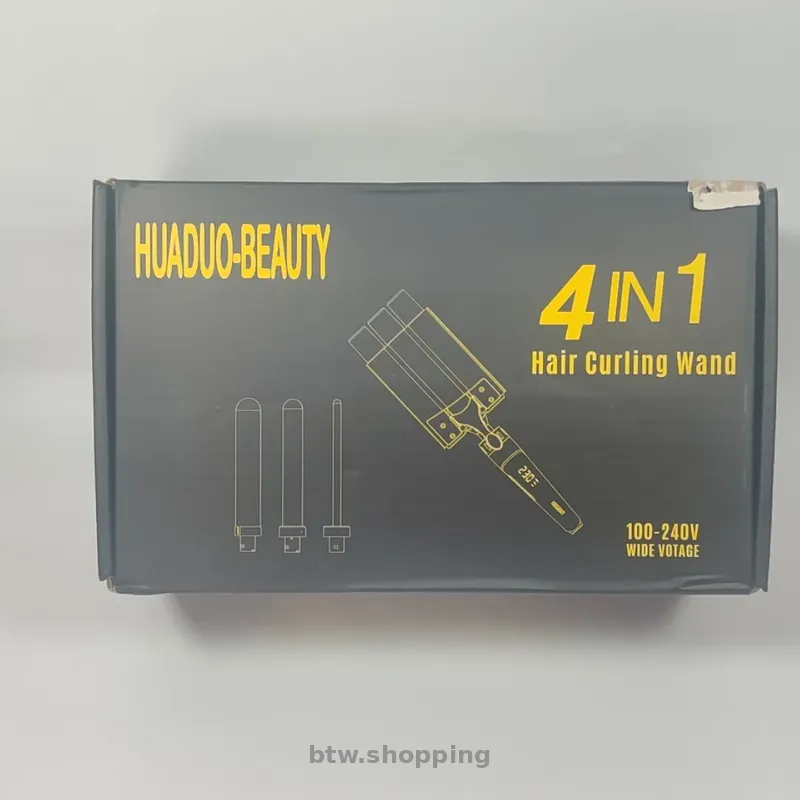 HUADUO-BEAUTY
4 IN 1
Hair Curling Wand
100-240V
WIDE VOTAGE
btw.shopping